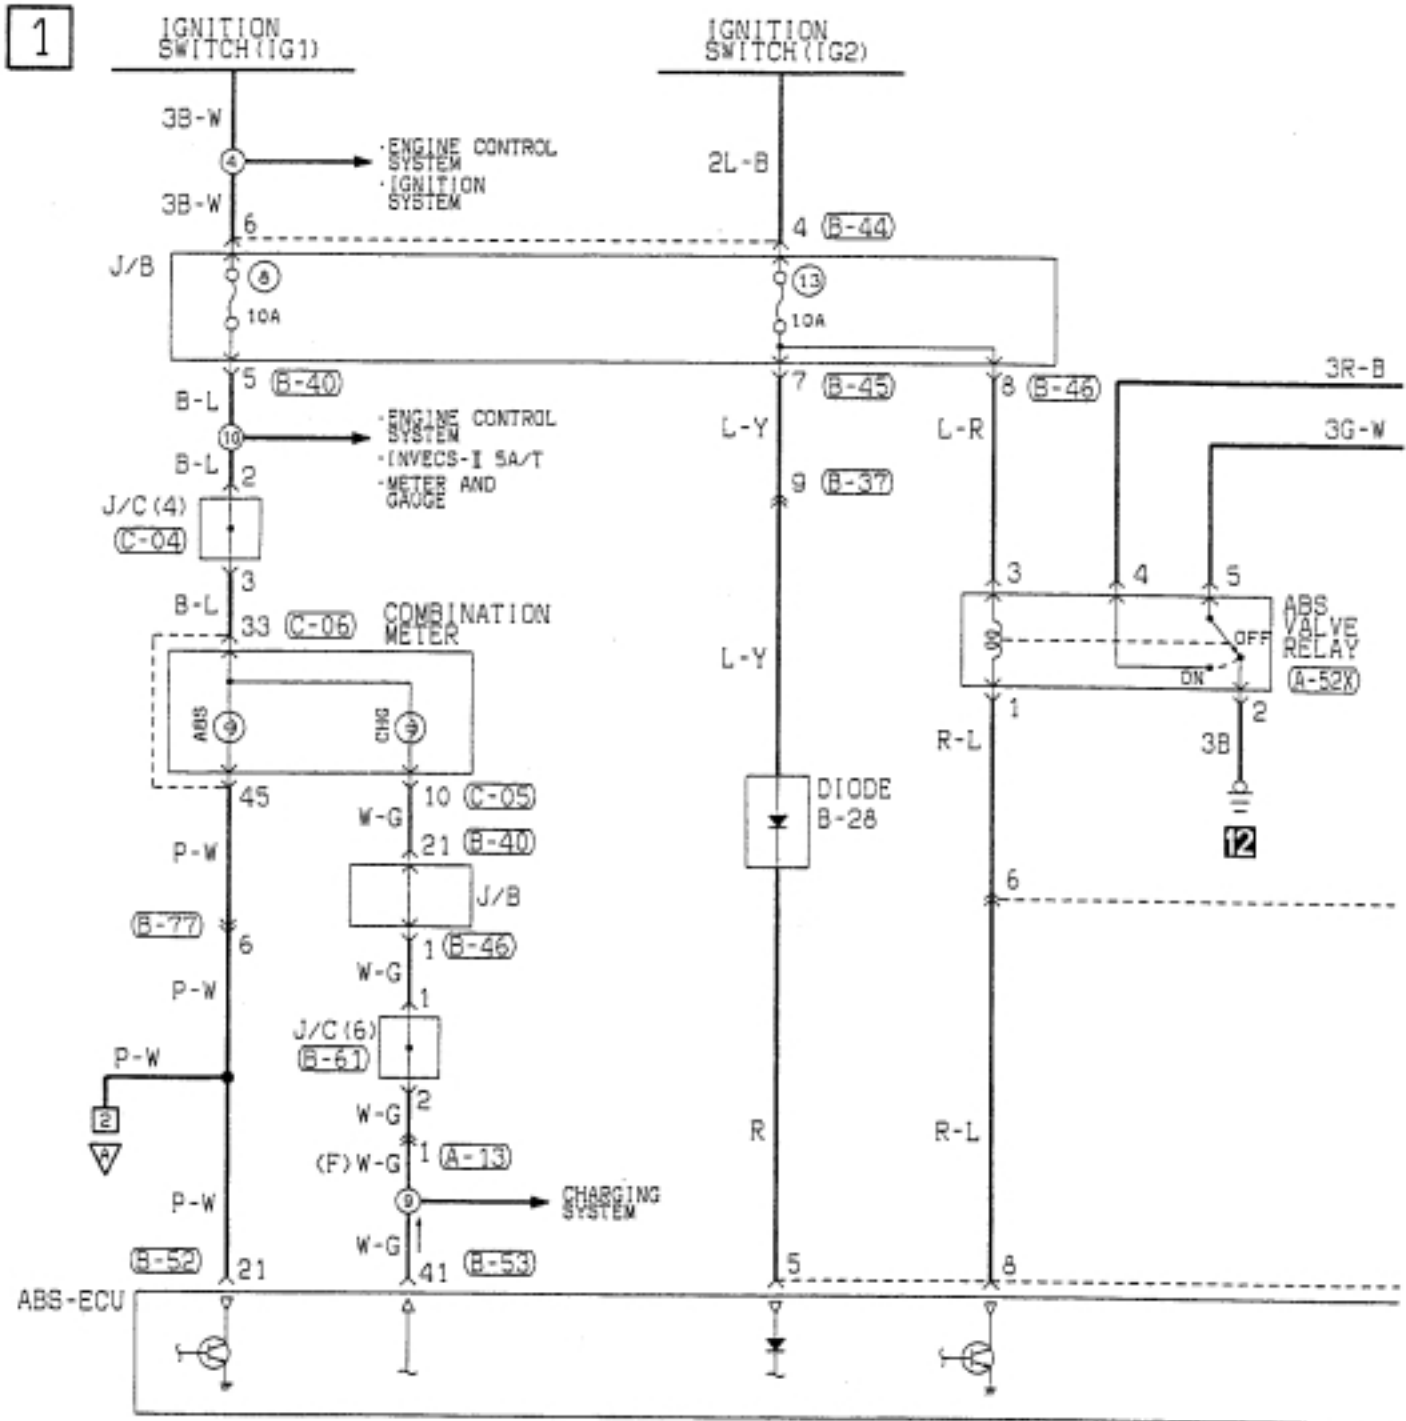 1
IGNITION
SWITCH(IG1)
IGNITION
SWITCH(IG2)
3B-W
4
·ENGINE CONTROL
SYSTEM
·IGNITION
SYSTEM
2L-B
3B-W
6
4 B-44
J/B
8
13
10A
10A
5 B-40
7 B-45
8 B-46
3R-B
B-L
10
·ENGINE CONTROL
SYSTEM
·INVECS-II 5A/T
·METER AND
GAUGE
L-Y
L-R
3G-W
B-L
2
9 B-37
J/C(4)
C-04
3
3
4
5
B-L
33 C-06
COMBINATION
METER
ABS
VALVE
RELAY
A-52X
OFF
ON
L-Y
ABS
CHG
1
2
R-L
3B
45
10 C-05
DIODE
B-28
W-G
21 B-40
12
P-W
J/B
6
B-77
6
1 B-46
P-W
W-G
1
J/C(6)
B-61
P-W
2
2
A
W-G
R
R-L
(F)W-G 1 A-13
P-W
9
CHARGING
SYSTEM
W-G
B-52 21
41 B-53
5
8
ABS-ECU